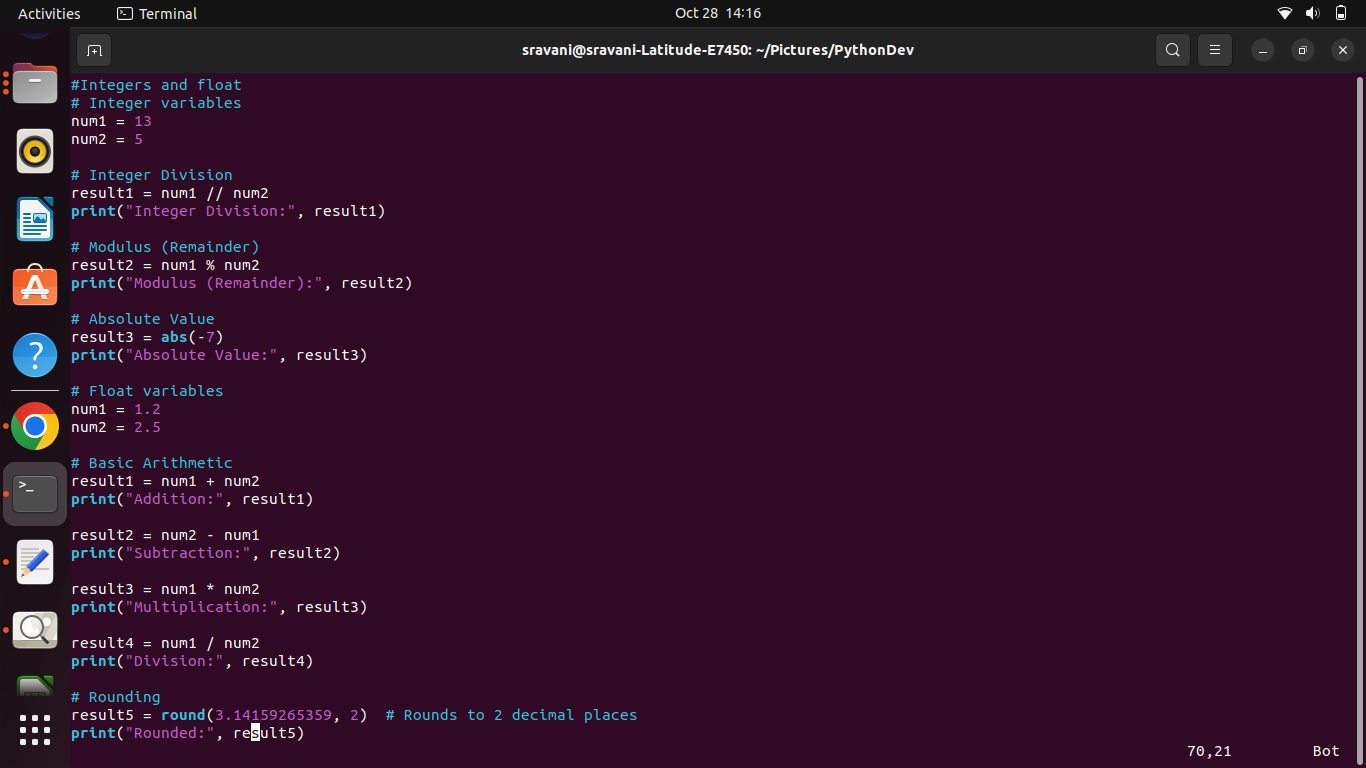 Activities Terminal Oct 28 14:16
sravani@sravani-Latitude-E7450: ~/Pictures/PythonDev
#Integers and float
# Integer variables
num1 = 13
num2 = 5

# Integer Division
result1 = num1 // num2
print("Integer Division:", result1)

# Modulus (Remainder)
result2 = num1 % num2
print("Modulus (Remainder):", result2)

# Absolute Value
result3 = abs(-7)
print("Absolute Value:", result3)

# Float variables
num1 = 1.2
num2 = 2.5

# Basic Arithmetic
result1 = num1 + num2
print("Addition:", result1)

result2 = num2 - num1
print("Subtraction:", result2)

result3 = num1 * num2
print("Multiplication:", result3)

result4 = num1 / num2
print("Division:", result4)

# Rounding
result5 = round(3.14159265359, 2)  # Rounds to 2 decimal places
print("Rounded:", result5)
70,21 Bot